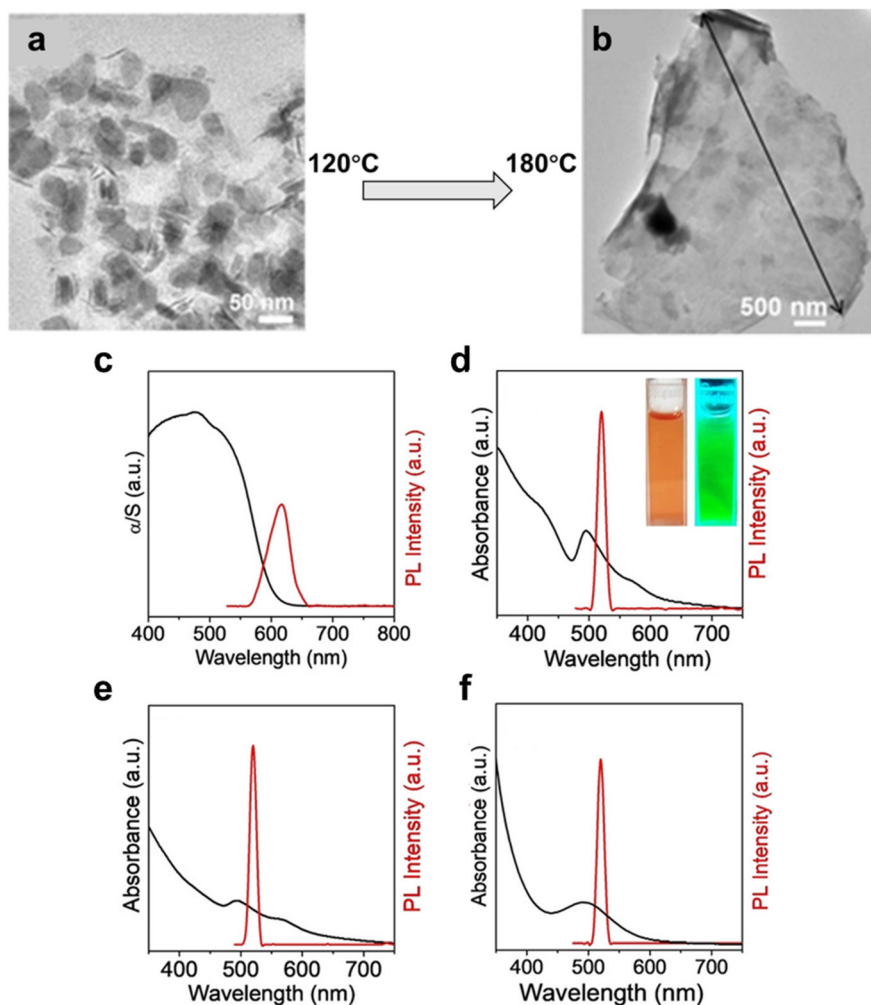 a
50 nm
120°C
180°C
b
500 nm
c
α/S (a.u.)
PL Intensity (a.u.)
400 500 600 700 800
Wavelength (nm)
d
Absorbance (a.u.)
PL Intensity (a.u.)
400 500 600 700
Wavelength (nm)
e
Absorbance (a.u.)
PL Intensity (a.u.)
400 500 600 700
Wavelength (nm)
f
Absorbance (a.u.)
PL Intensity (a.u.)
400 500 600 700
Wavelength (nm)